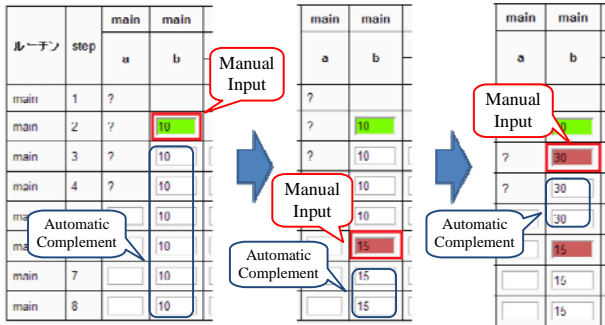 main main
ルーチン step a b
Manual
Input
main 1 ?
main 2 ? 10
main 3 ? 10
main 4 ? 10
10
Automatic
Complement
10
main 7 10
main 8 10
main main
a b
?
? 10
? 10
Manual
Input
10
10
15
Automatic
Complement
15
15
main main
a b
Manual
Input
? 30
? 30
Automatic
Complement
30
15
15
15